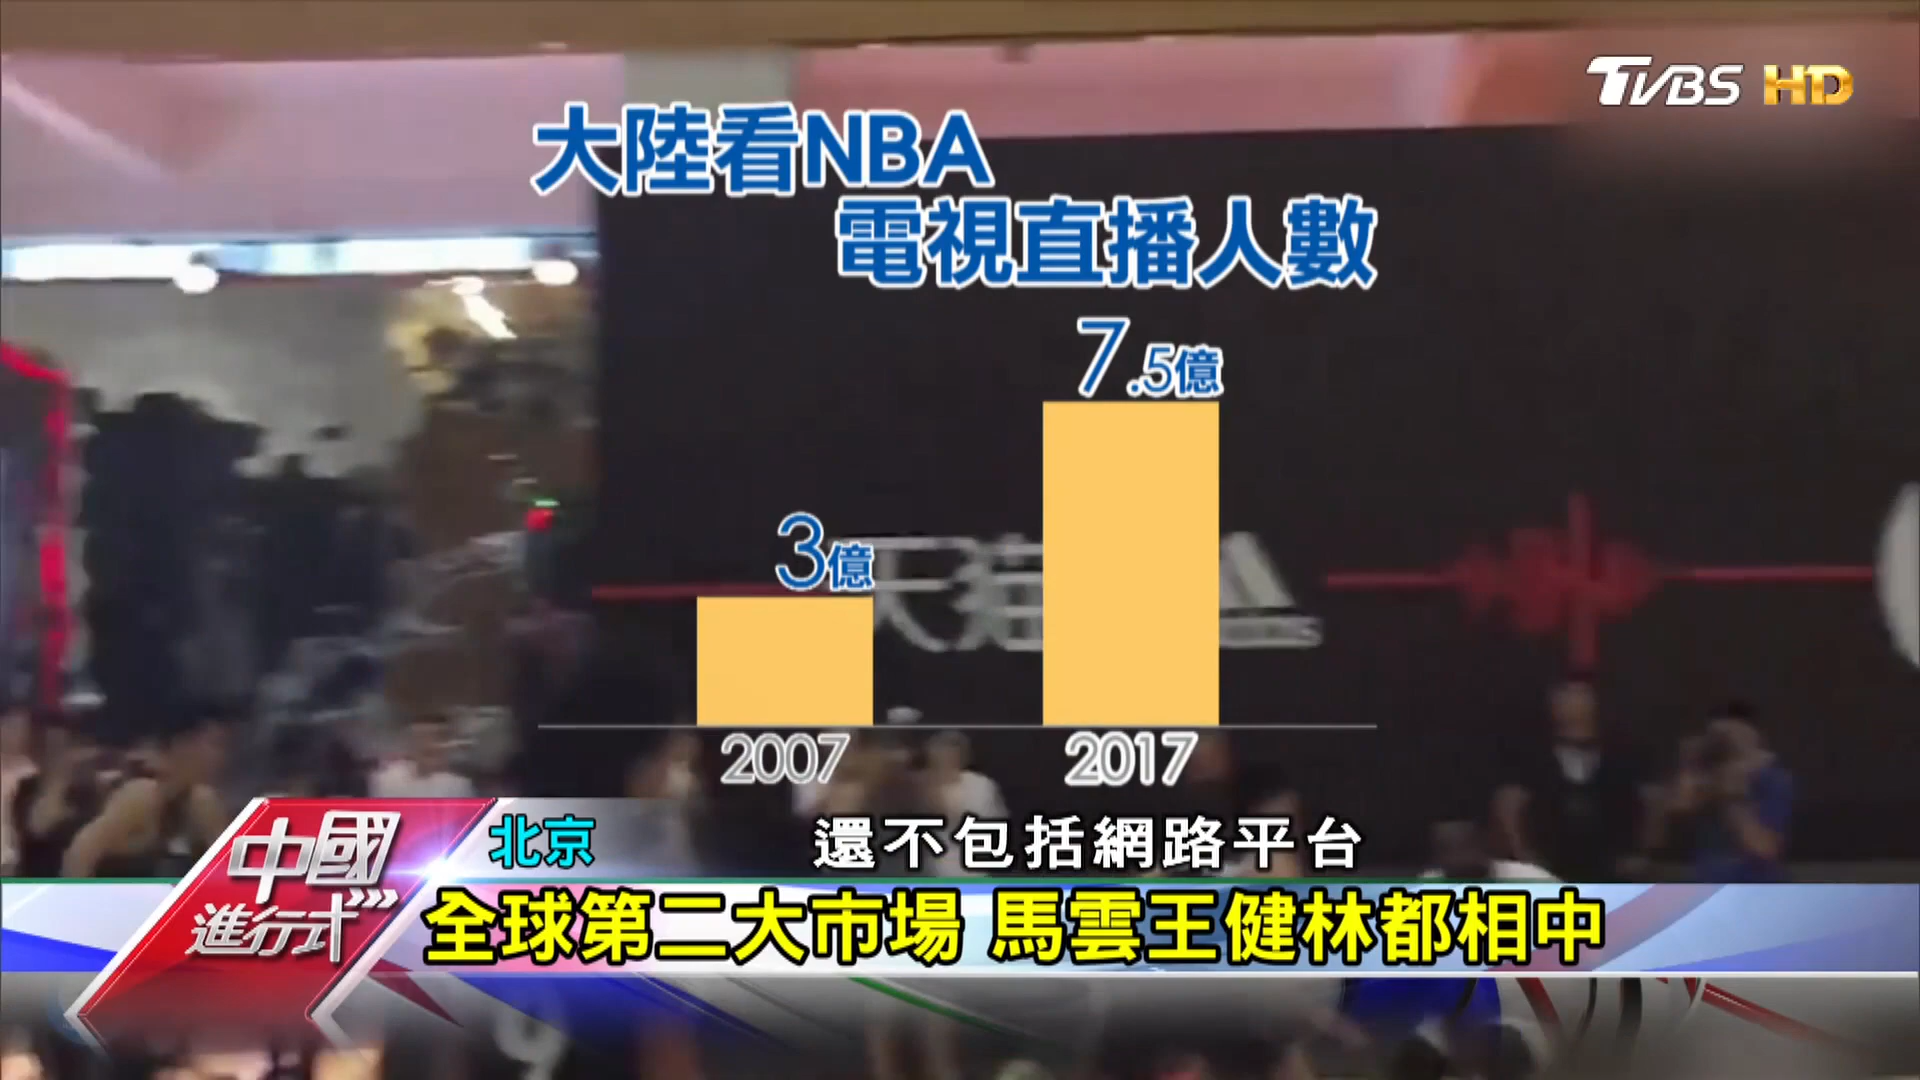 TVBS HD
大陸看NBA
電視直播人數
7.5億
3億
天猫
2007
2017
北京
還不包括網路平台
中國
進行式
全球第二大市場 馬雲王健林都相中